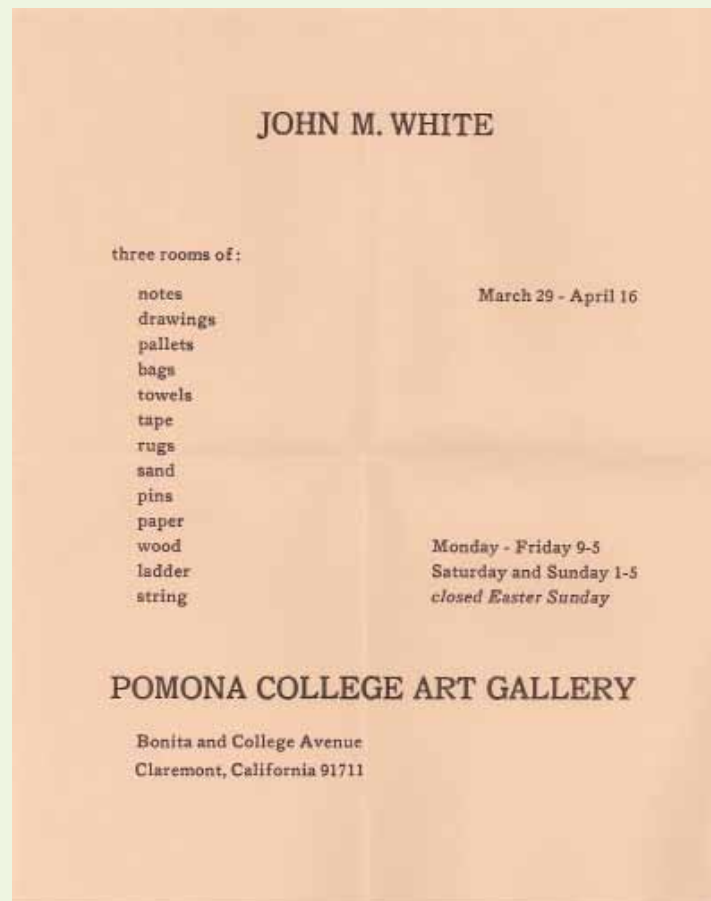 JOHN M. WHITE
three rooms of:
notes
March 29 - April 16
drawings
pallets
bags
towels
tape
rugs
sand
pins
paper
wood
Monday - Friday 9-5
ladder
Saturday and Sunday 1-5
string
closed Easter Sunday
POMONA COLLEGE ART GALLERY
Bonita and College Avenue
Claremont, California 91711